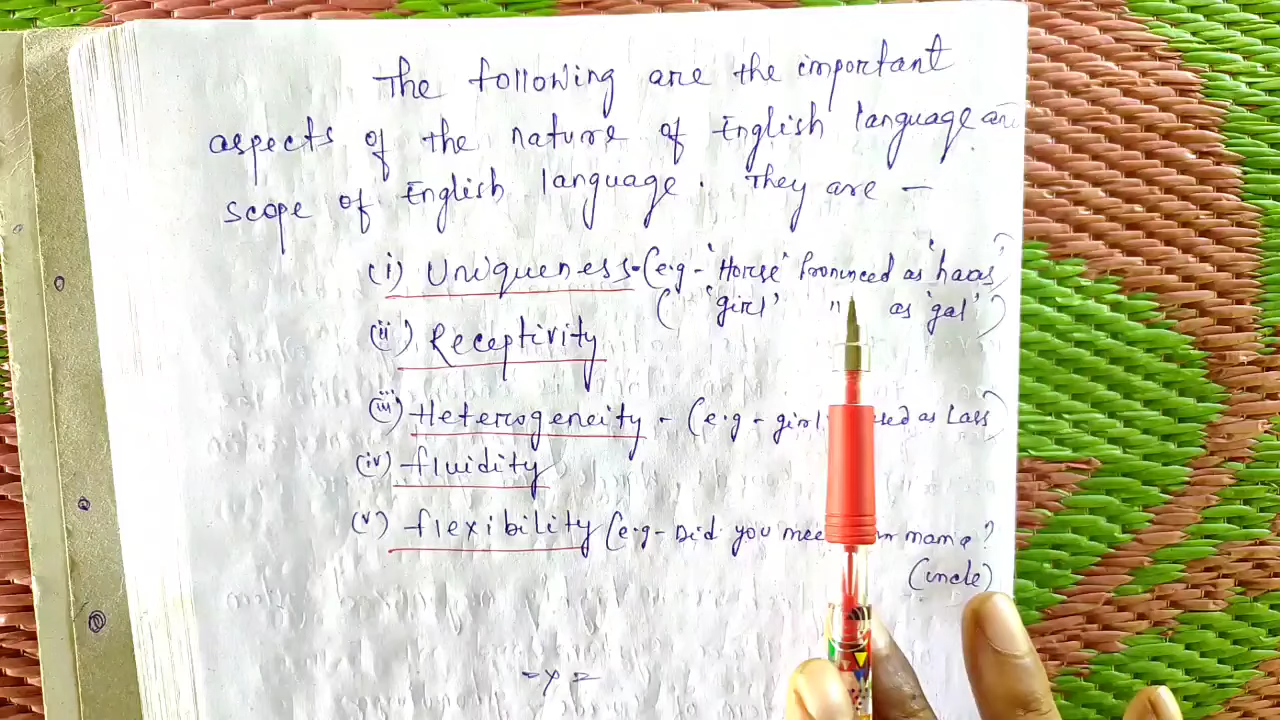 The following are the important
aspects of the nature of English language an
scope of English language. They are —
(i) Uniqueness - (e.g - 'Horse' Pronunced as 'haas'
( 'girl' " as 'gal' )
(ii) Receptivity
(iii) Heterogeneity - (e.g - girl as Lass)
(iv) fluidity
(v) flexibility (e.g - Did you mama?
(uncle)
- x =